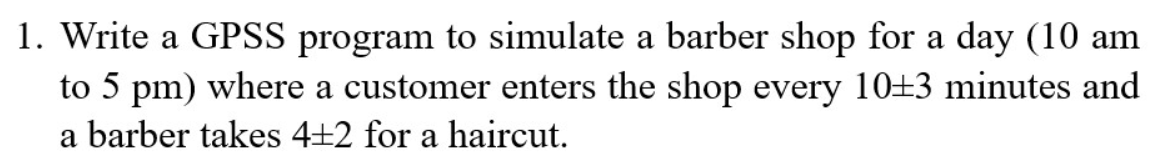 1. Write a GPSS program to simulate a barber shop for a day (10 am
to 5 pm) where a customer enters the shop every 10±3 minutes and
a barber takes 4±2 for a haircut.